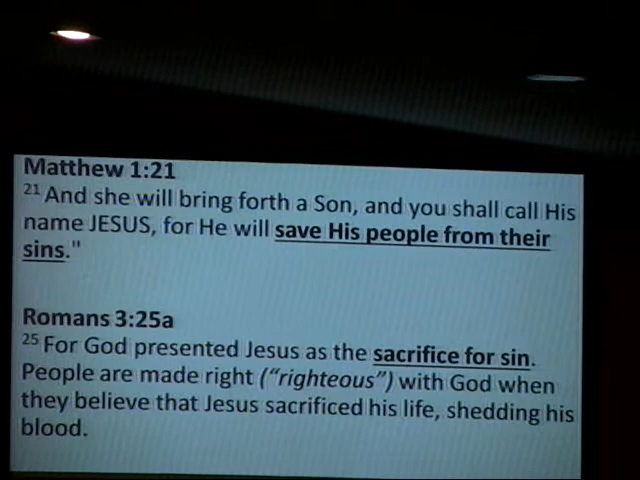 Matthew 1:21
21 And she will bring forth a Son, and you shall call His
name JESUS, for He will save His people from their
sins."
Romans 3:25a
25 For God presented Jesus as the sacrifice for sin.
People are made right ("righteous") with God when
they believe that Jesus sacrificed his life, shedding his
blood.